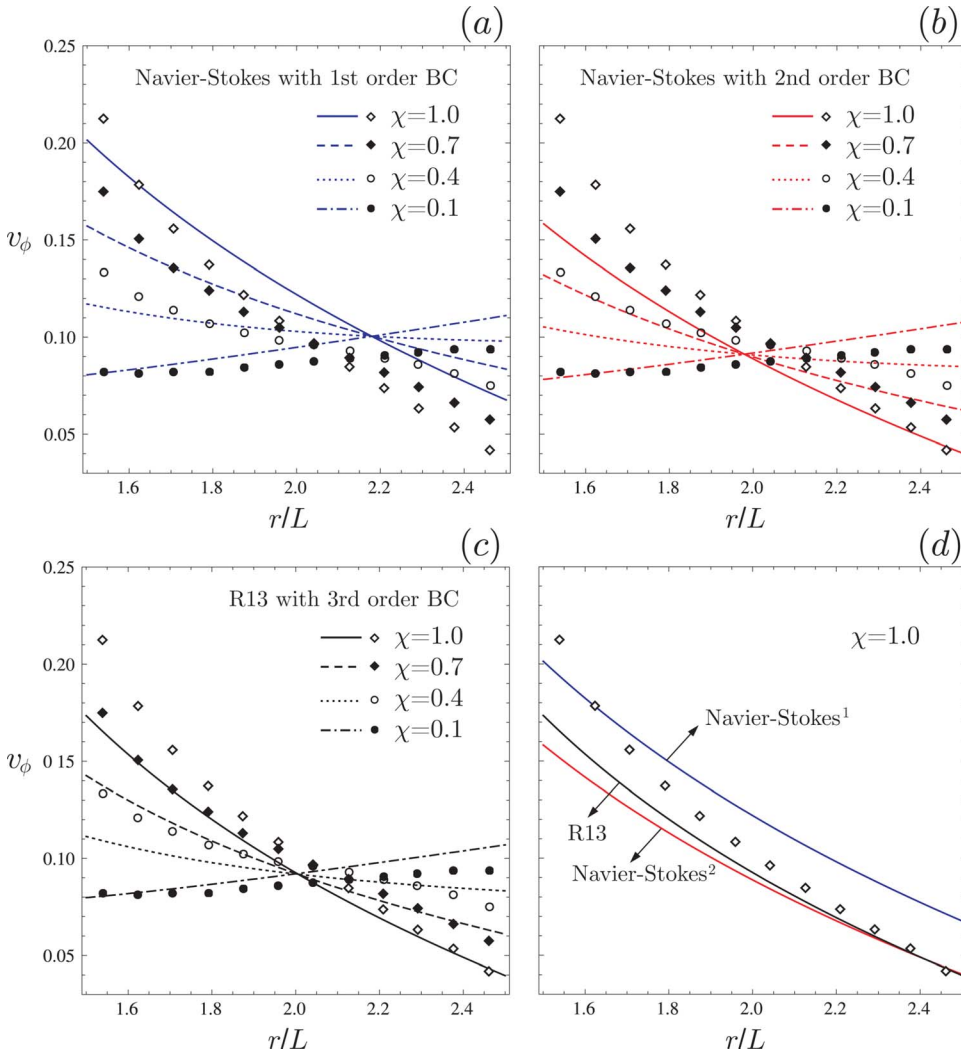 (a)
0.25
0.20
0.15
0.10
0.05
vϕ
Navier-Stokes with 1st order BC
χ=1.0
χ=0.7
χ=0.4
χ=0.1
1.6 1.8 2.0 2.2 2.4
r/L
(b)
Navier-Stokes with 2nd order BC
χ=1.0
χ=0.7
χ=0.4
χ=0.1
1.6 1.8 2.0 2.2 2.4
r/L
(c)
0.25
0.20
0.15
0.10
0.05
vϕ
R13 with 3rd order BC
χ=1.0
χ=0.7
χ=0.4
χ=0.1
1.6 1.8 2.0 2.2 2.4
r/L
(d)
χ=1.0
Navier-Stokes¹
R13
Navier-Stokes²
1.6 1.8 2.0 2.2 2.4
r/L